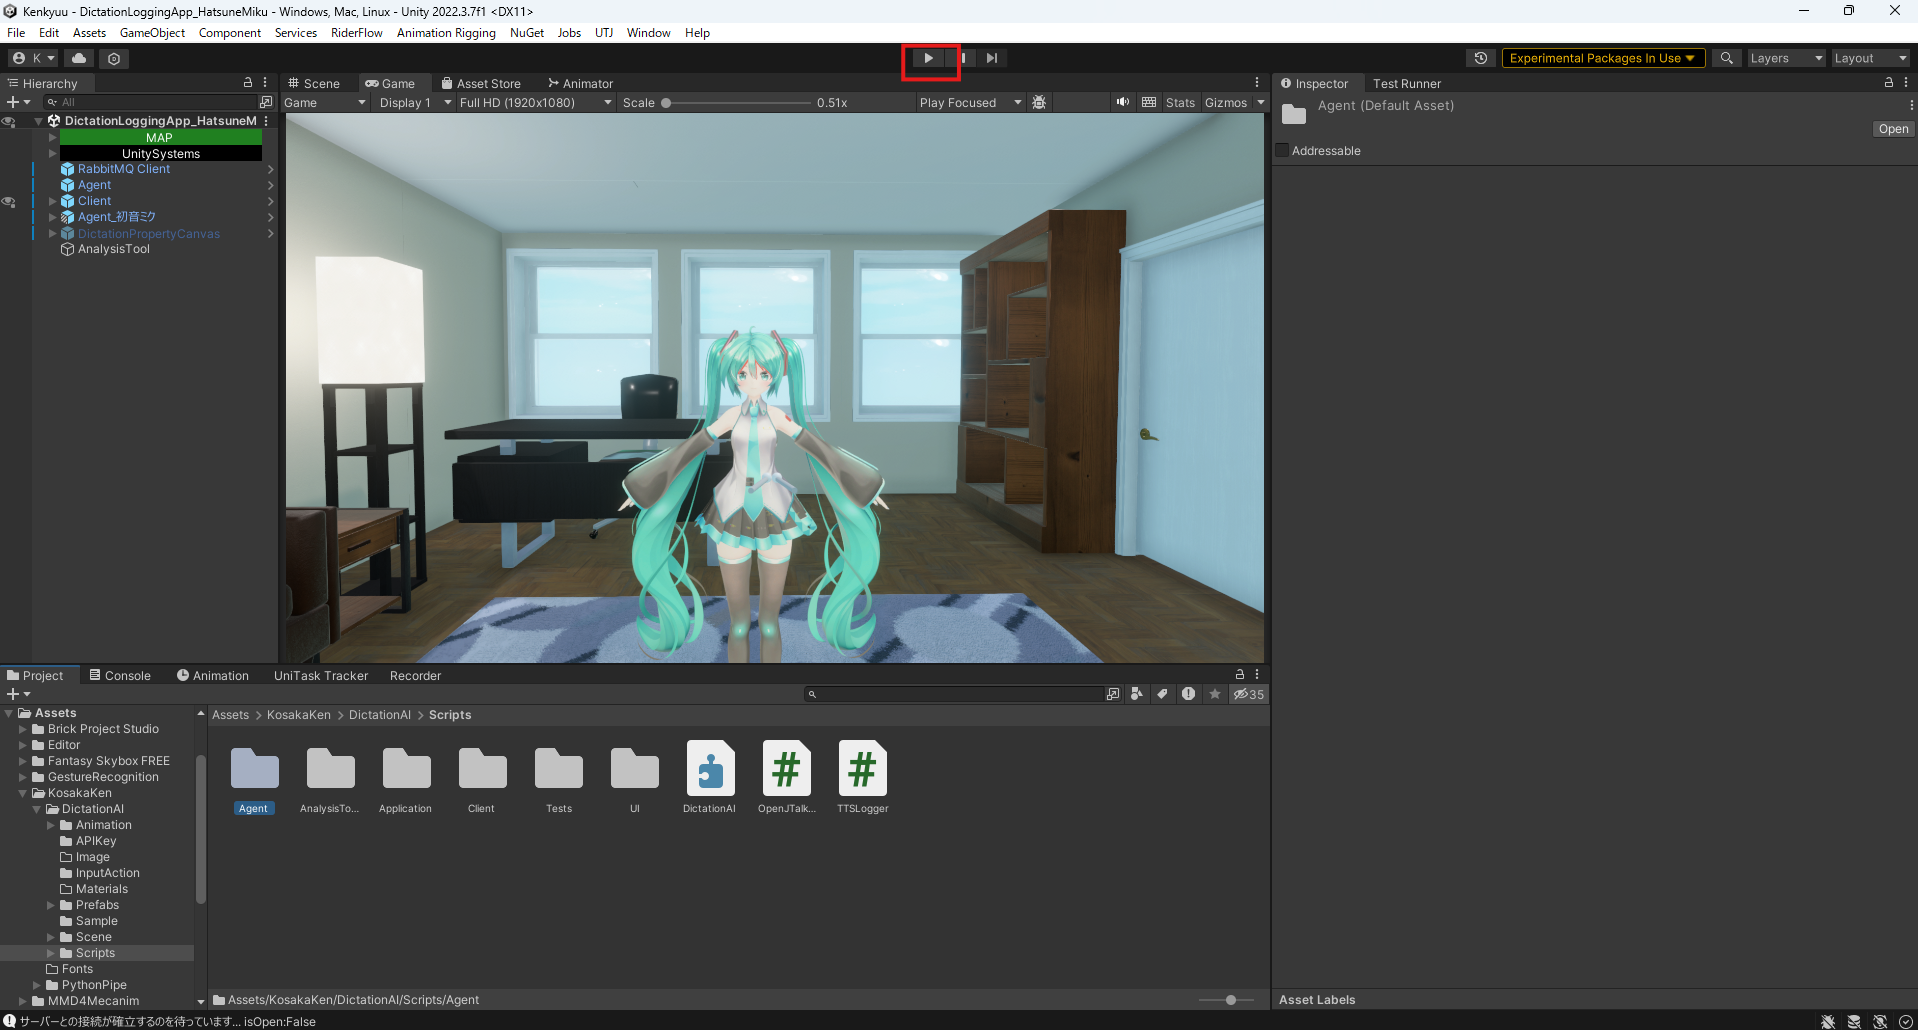 Kenkyuu - DictationLoggingApp_HatsuneMiku - Windows, Mac, Linux - Unity 2022.3.7f1 <DX11>
File Edit Assets GameObject Component Services RiderFlow Animation Rigging NuGet Jobs UTJ Window Help
K
Experimental Packages In Use
Layers
Layout
Hierarchy
All
DictationLoggingApp_HatsuneM
MAP
UnitySystems
RabbitMQ Client
Agent
Client
Agent_初音ミク
DictationPropertyCanvas
AnalysisTool
Scene
Game
Asset Store
Animator
Game
Display 1
Full HD (1920x1080)
Scale
0.51x
Play Focused
Stats
Gizmos
Inspector
Test Runner
Agent (Default Asset)
Open
Addressable
Project
Console
Animation
UniTask Tracker
Recorder
35
Assets
Brick Project Studio
Editor
Fantasy Skybox FREE
GestureRecognition
KosakaKen
DictationAI
Animation
APIKey
Image
InputAction
Materials
Prefabs
Sample
Scene
Scripts
Fonts
PythonPipe
MMD4Mecanim
Assets > KosakaKen > DictationAI > Scripts
Agent
AnalysisTo...
Application
Client
Tests
UI
DictationAI
OpenJTalk...
TTSLogger
Assets/KosakaKen/DictationAI/Scripts/Agent
Asset Labels
サーバーとの接続が確立するのを待っています... isOpen:False